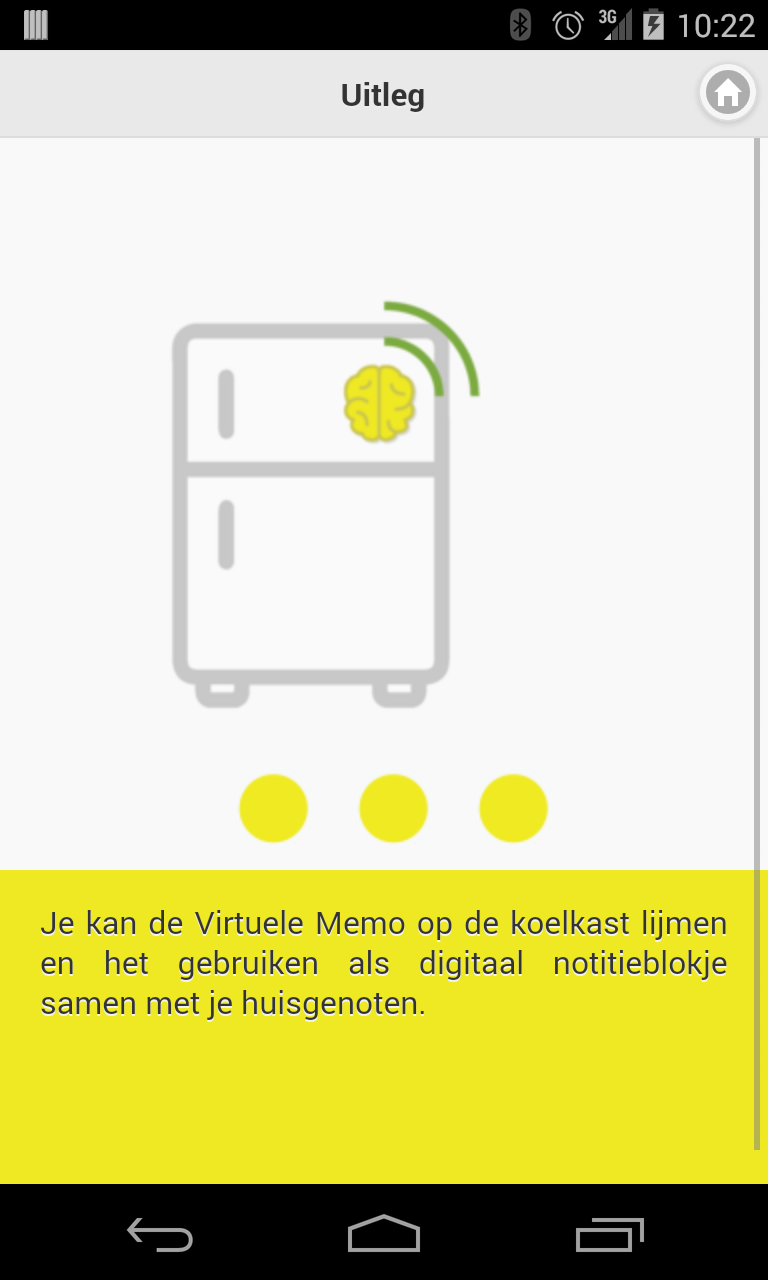 3G 10:22
Uitleg
Je kan de Virtuele Memo op de koelkast lijmen
en het gebruiken als digitaal notitieblokje
samen met je huisgenoten.